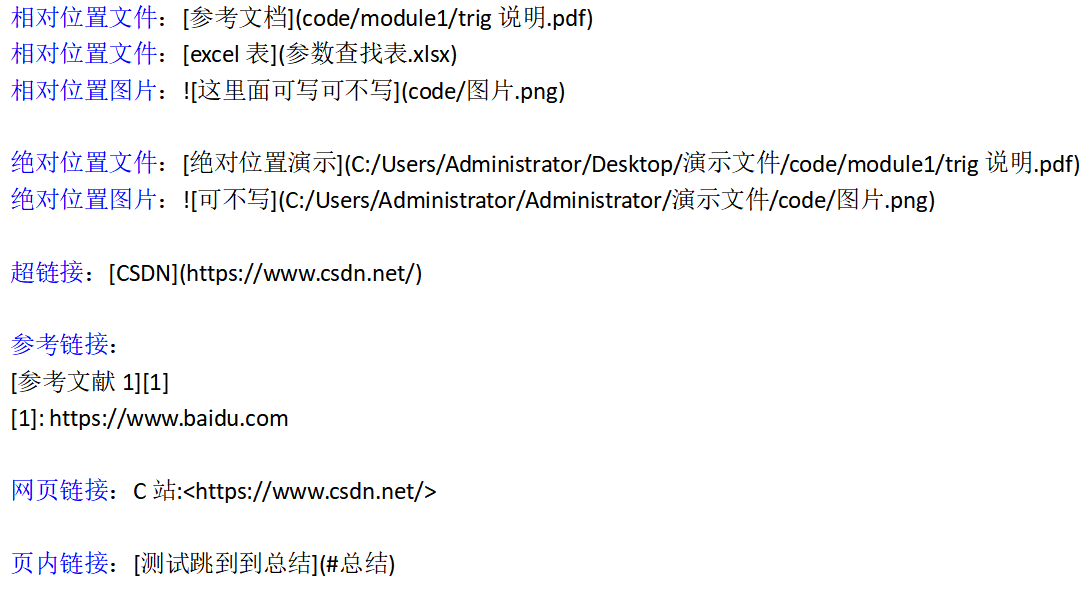 相对位置文件：[参考文档](code/module1/trig 说明.pdf)
相对位置文件：[excel 表](参数查找表.xlsx)
相对位置图片：![这里面可写可不写](code/图片.png)
绝对位置文件：[绝对位置演示](C:/Users/Administrator/Desktop/演示文件/code/module1/trig 说明.pdf)
绝对位置图片：![可不写](C:/Users/Administrator/Administrator/演示文件/code/图片.png)
超链接：[CSDN](https://www.csdn.net/)
参考链接：
[参考文献 1][1]
[1]: https://www.baidu.com
网页链接：C 站:<https://www.csdn.net/>
页内链接：[测试跳到到总结](#总结)